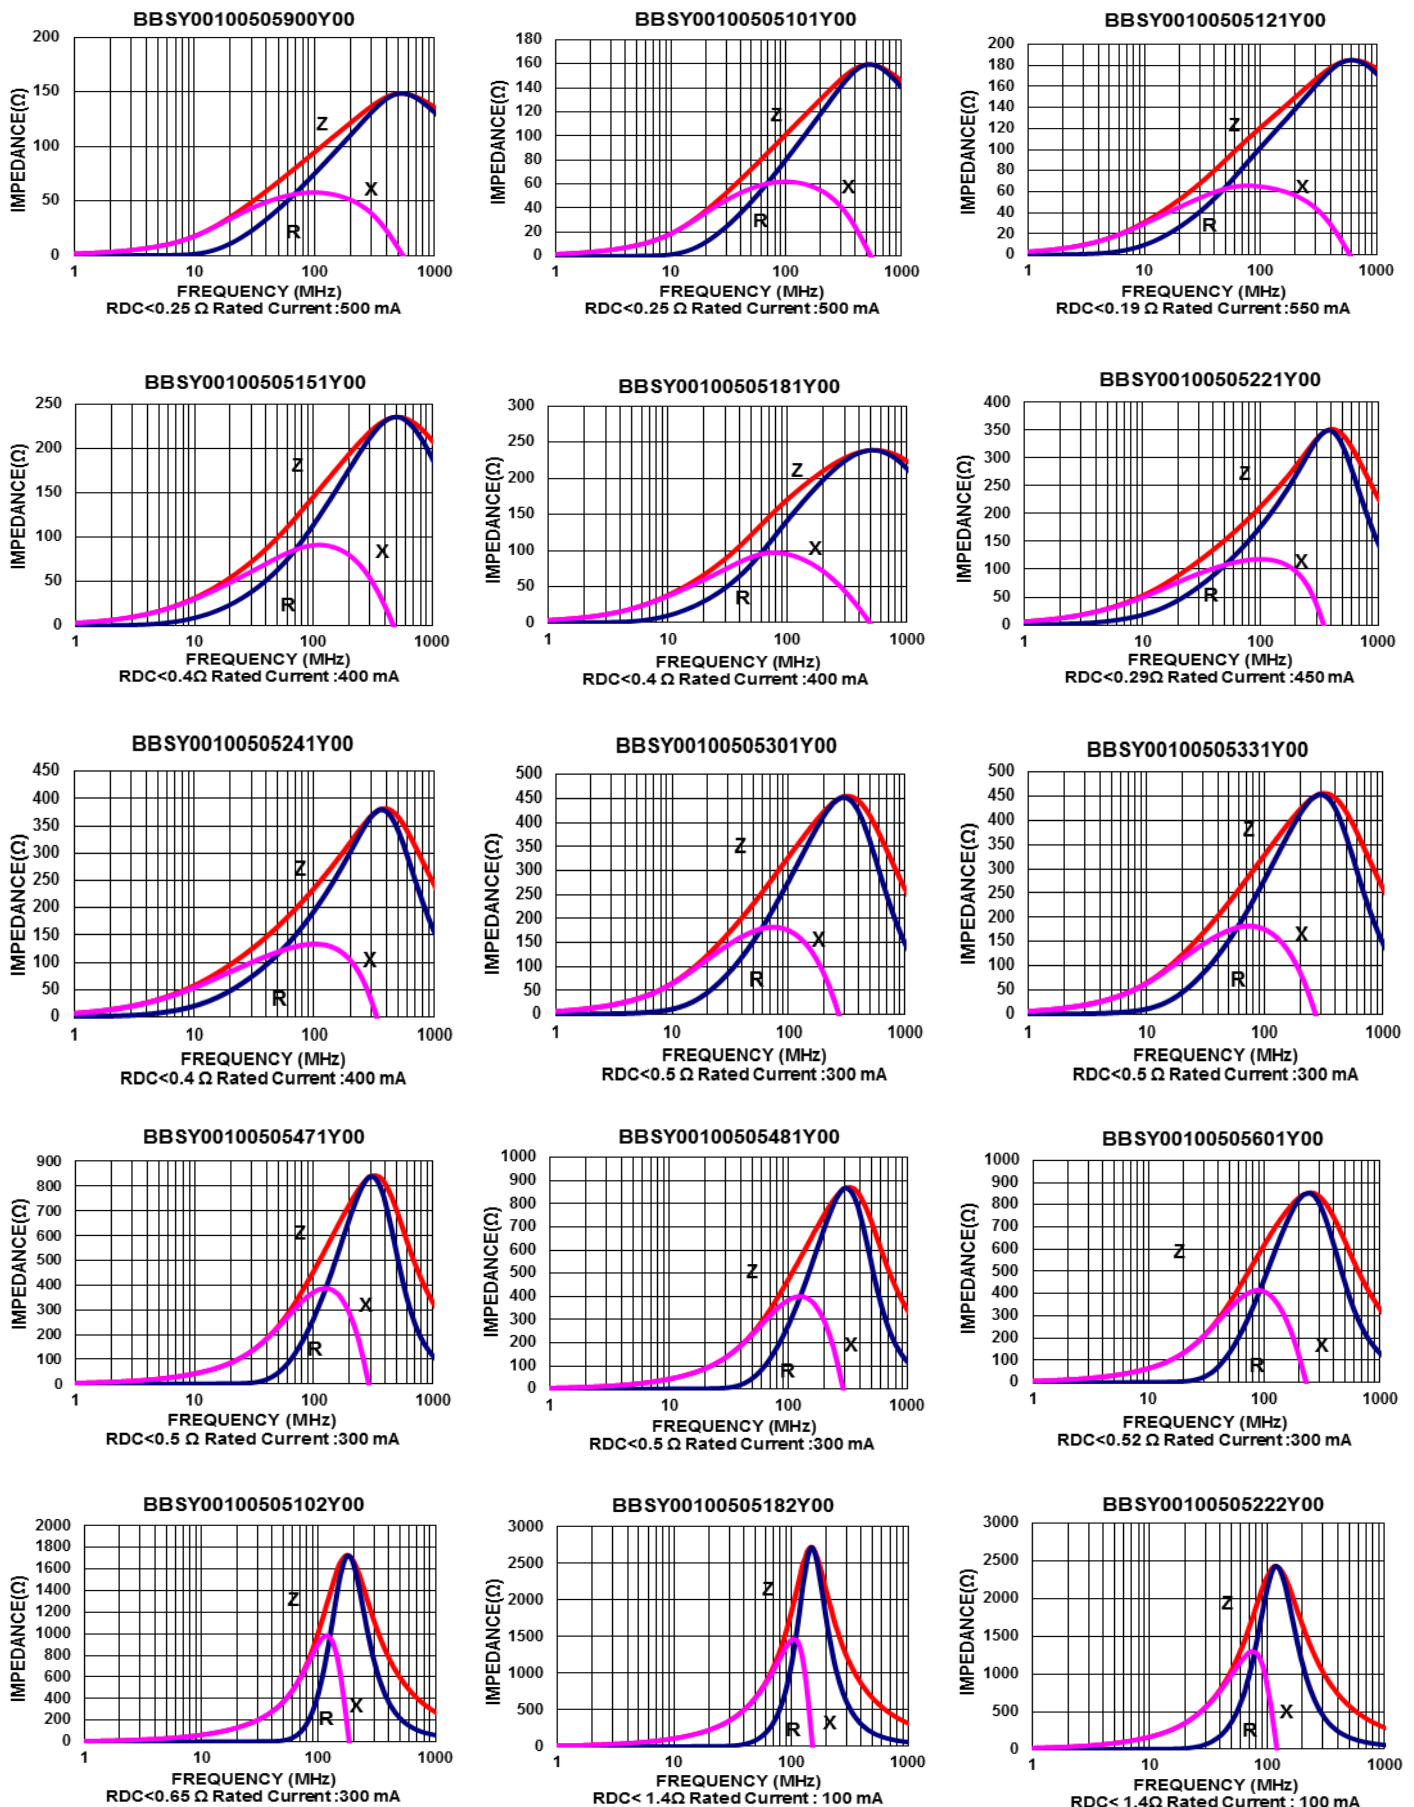 BBSY00100505900Y00
IMPEDANCE(Ω)
200
150
100
50
0
Z
X
R
1 10 100 1000
FREQUENCY (MHz)
RDC<0.25 Ω Rated Current :500 mA
BBSY00100505101Y00
IMPEDANCE(Ω)
180
160
140
120
100
80
60
40
20
0
Z
X
R
1 10 100 1000
FREQUENCY (MHz)
RDC<0.25 Ω Rated Current :500 mA
BBSY00100505121Y00
IMPEDANCE(Ω)
200
180
160
140
120
100
80
60
40
20
0
Z
X
R
1 10 100 1000
FREQUENCY (MHz)
RDC<0.19 Ω Rated Current :550 mA
BBSY00100505151Y00
IMPEDANCE(Ω)
250
200
150
100
50
0
Z
X
R
1 10 100 1000
FREQUENCY (MHz)
RDC<0.4Ω Rated Current :400 mA
BBSY00100505181Y00
IMPEDANCE(Ω)
300
250
200
150
100
50
0
Z
X
R
1 10 100 1000
FREQUENCY (MHz)
RDC<0.4 Ω Rated Current :400 mA
BBSY00100505221Y00
IMPEDANCE(Ω)
400
350
300
250
200
150
100
50
0
Z
X
R
1 10 100 1000
FREQUENCY (MHz)
RDC<0.29Ω Rated Current :450 mA
BBSY00100505241Y00
IMPEDANCE(Ω)
450
400
350
300
250
200
150
100
50
0
Z
X
R
1 10 100 1000
FREQUENCY (MHz)
RDC<0.4 Ω Rated Current :400 mA
BBSY00100505301Y00
IMPEDANCE(Ω)
500
450
400
350
300
250
200
150
100
50
0
Z
X
R
1 10 100 1000
FREQUENCY (MHz)
RDC<0.5 Ω Rated Current :300 mA
BBSY00100505331Y00
IMPEDANCE(Ω)
500
450
400
350
300
250
200
150
100
50
0
Z
X
R
1 10 100 1000
FREQUENCY (MHz)
RDC<0.5 Ω Rated Current :300 mA
BBSY00100505471Y00
IMPEDANCE(Ω)
900
800
700
600
500
400
300
200
100
0
Z
X
R
1 10 100 1000
FREQUENCY (MHz)
RDC<0.5 Ω Rated Current :300 mA
BBSY00100505481Y00
IMPEDANCE(Ω)
1000
900
800
700
600
500
400
300
200
100
0
Z
X
R
1 10 100 1000
FREQUENCY (MHz)
RDC<0.5 Ω Rated Current :300 mA
BBSY00100505601Y00
IMPEDANCE(Ω)
1000
900
800
700
600
500
400
300
200
100
0
Z
X
R
1 10 100 1000
FREQUENCY (MHz)
RDC<0.52 Ω Rated Current :300 mA
BBSY00100505102Y00
IMPEDANCE(Ω)
2000
1800
1600
1400
1200
1000
800
600
400
200
0
Z
X
R
1 10 100 1000
FREQUENCY (MHz)
RDC<0.65 Ω Rated Current :300 mA
BBSY00100505182Y00
IMPEDANCE(Ω)
3000
2500
2000
1500
1000
500
0
Z
X
R
1 10 100 1000
FREQUENCY (MHz)
RDC< 1.4Ω Rated Current : 100 mA
BBSY00100505222Y00
IMPEDANCE(Ω)
3000
2500
2000
1500
1000
500
0
Z
X
R
1 10 100 1000
FREQUENCY (MHz)
RDC< 1.4Ω Rated Current : 100 mA